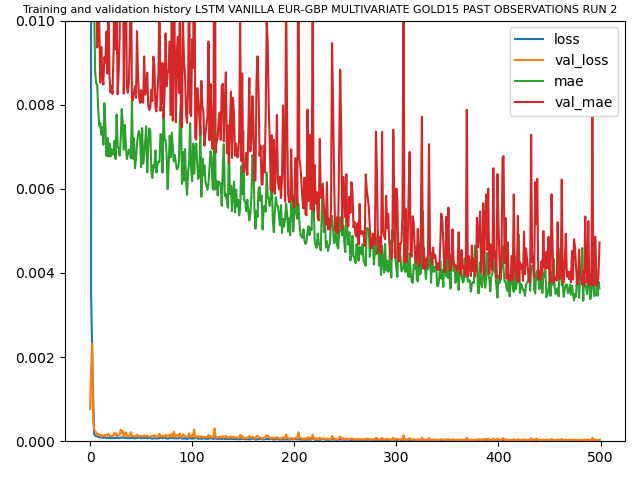 Training and validation history LSTM VANILLA EUR-GBP MULTIVARIATE GOLD15 PAST OBSERVATIONS RUN 2
0.010
0.008
0.006
0.004
0.002
0.000
0 100 200 300 400 500
loss
val_loss
mae
val_mae